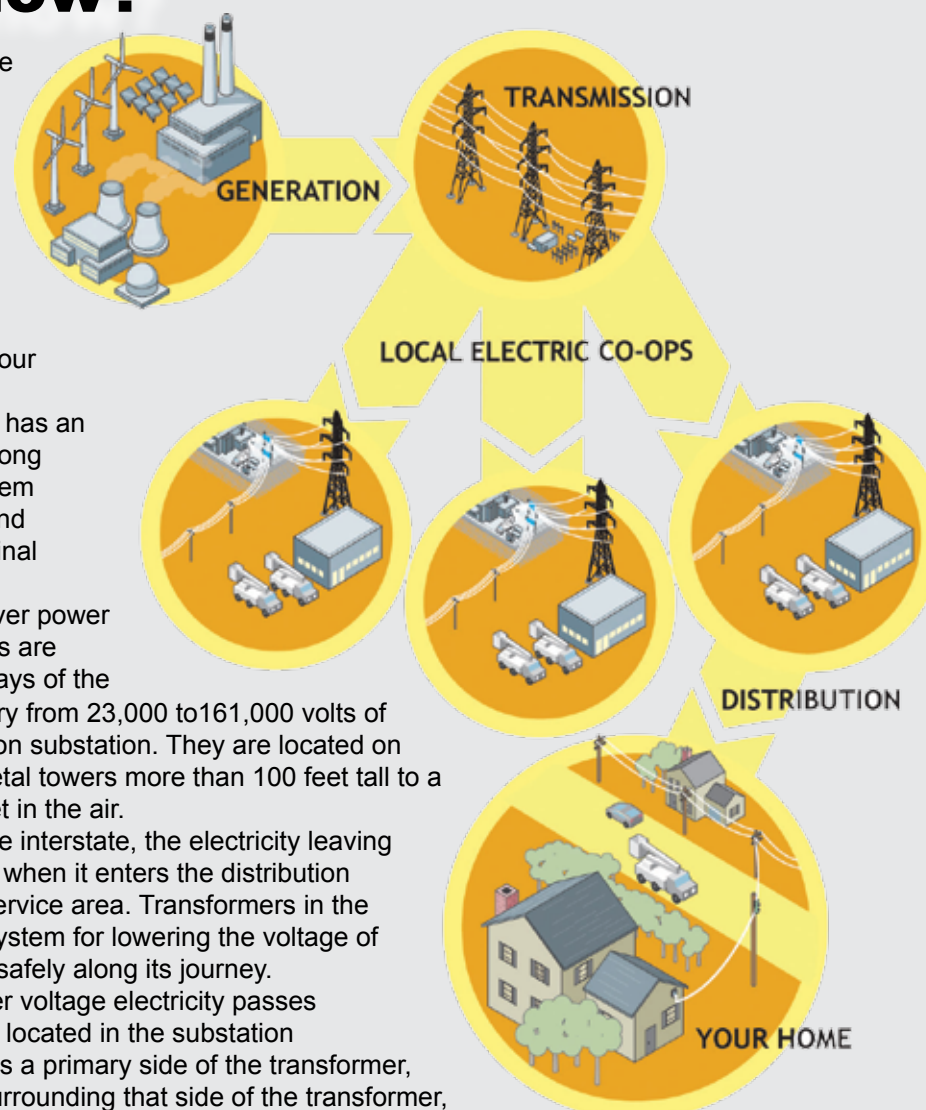 e
TRANSMISSION
GENERATION
LOCAL ELECTRIC CO-OPS
our
has an
ong
em
nd
inal
ver power
s are
ays of the
DISTRIBUTION
ry from 23,000 to161,000 volts of
on substation. They are located on
etal towers more than 100 feet tall to a
et in the air.
e interstate, the electricity leaving
when it enters the distribution
ervice area. Transformers in the
ystem for lowering the voltage of
safely along its journey.
er voltage electricity passes
located in the substation
s a primary side of the transformer,
urrounding that side of the transformer,
YOUR HOME